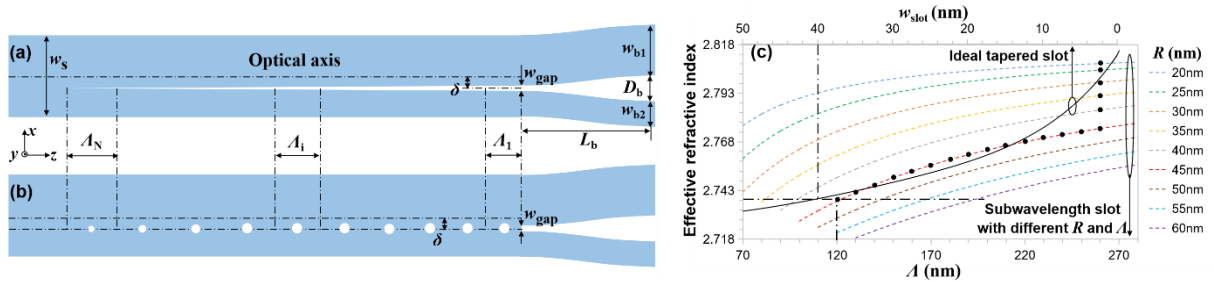 (a)
w_s
Optical axis
w_gap
δ
w_b1
D_b
w_b2
x
y
z
Λ_N
Λ_i
Λ_1
L_b
(b)
w_gap
δ
w_slot (nm)
50 40 30 20 10 0
(c)
Ideal tapered slot
Effective refractive index
2.818
2.793
2.768
2.743
2.718
Subwavelength slot
with different R and Λ
70 120 170 220 270
Λ (nm)
R (nm)
20nm
25nm
30nm
35nm
40nm
45nm
50nm
55nm
60nm